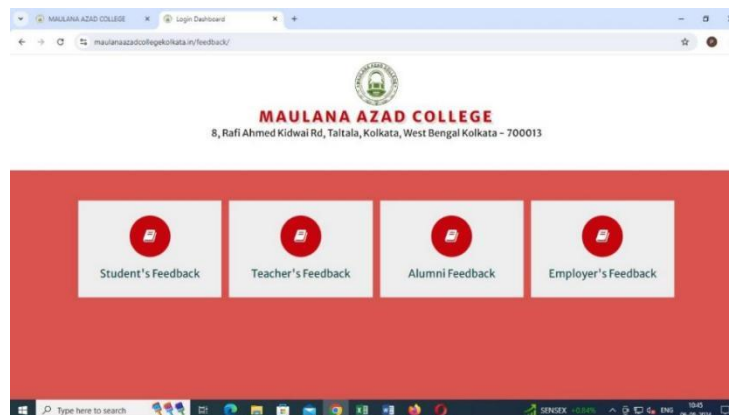 MAULANA AZAD COLLEGE
Login Dashboard
maulanaazadcollegekolkata.in/feedback/
MAULANA AZAD COLLEGE
8, Rafi Ahmed Kidwai Rd, Taltala, Kolkata, West Bengal Kolkata - 700013
Student's Feedback
Teacher's Feedback
Alumni Feedback
Employer's Feedback
Type here to search
SENSEX
ENG
10:45